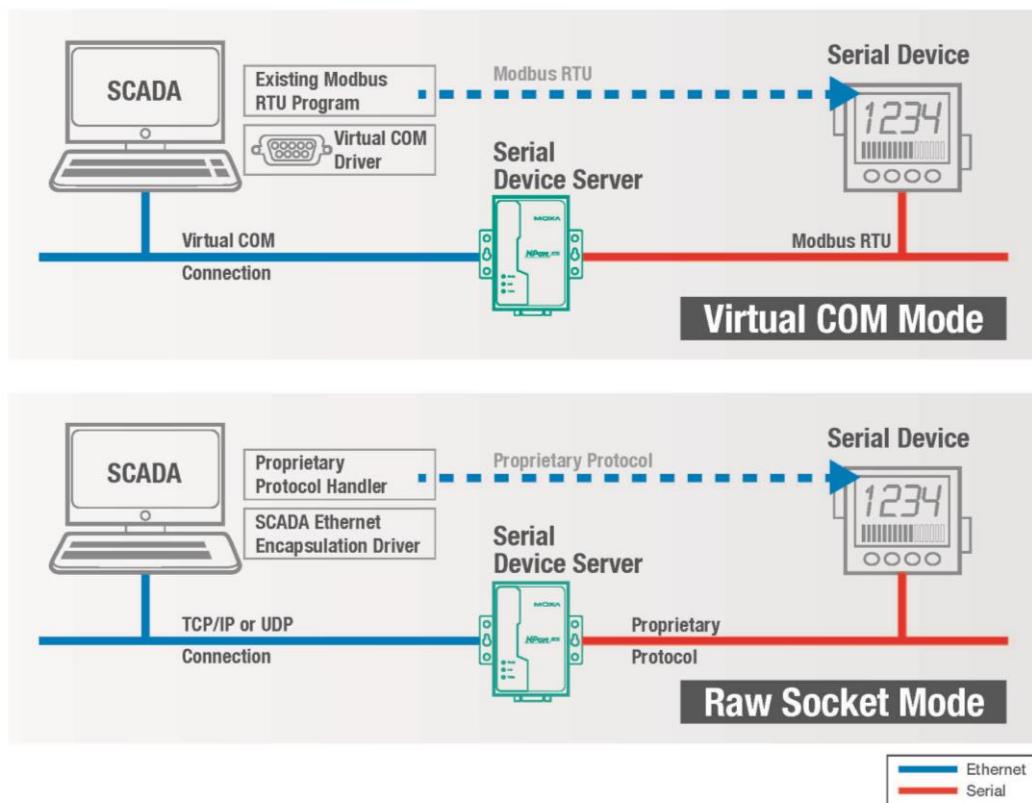 SCADA
Existing Modbus
RTU Program
Virtual COM
Driver
Modbus RTU
Serial Device
1234
Serial
Device Server
MOXA
NPort
Virtual COM
Connection
Modbus RTU
Virtual COM Mode
SCADA
Proprietary
Protocol Handler
SCADA Ethernet
Encapsulation Driver
Proprietary Protocol
Serial Device
1234
Serial
Device Server
MOXA
NPort
TCP/IP or UDP
Connection
Proprietary
Protocol
Raw Socket Mode
Ethernet
Serial